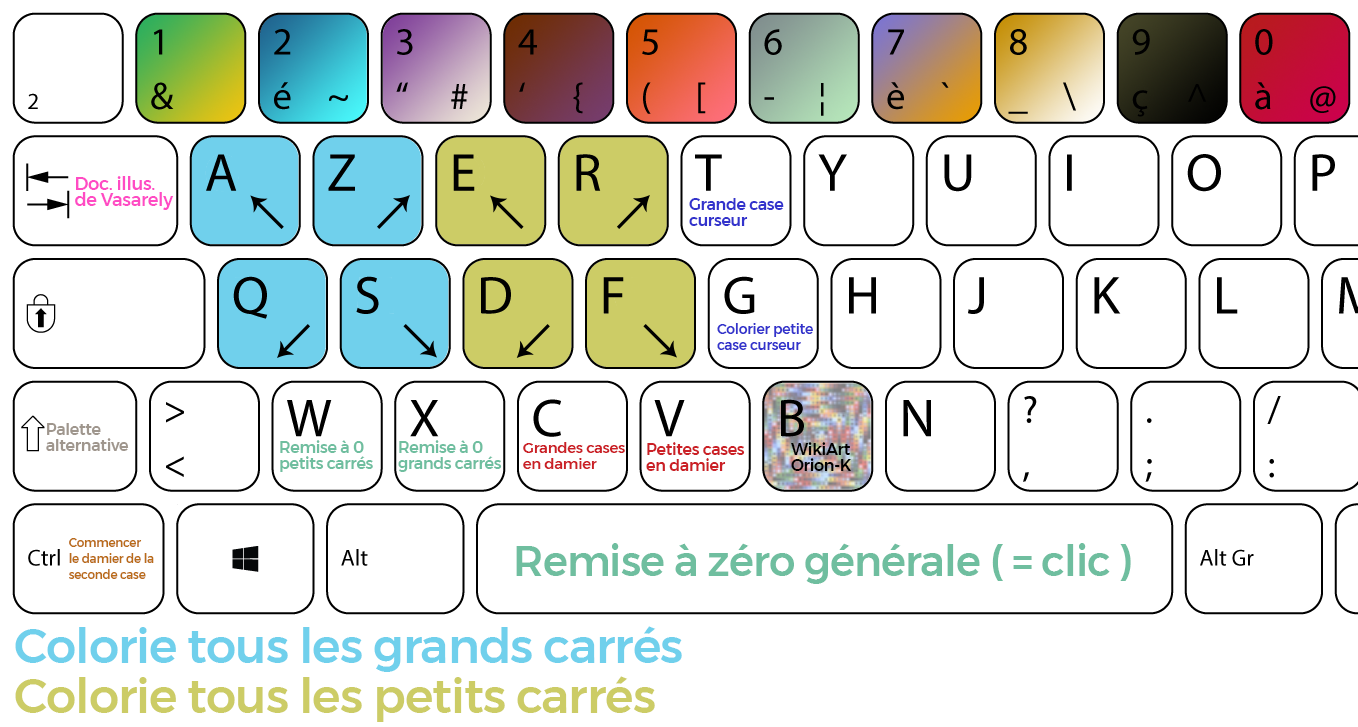 2
1
&
2
é ~
3
“ #
4
‘ {
5
( [
6
- ¦
7
è `
8
_ \
9
ç ^
0
à @
Doc. illus.
de Vasarely
A
Z
E
R
T
Grande case
curseur
Y
U
I
O
P
Q
S
D
F
G
Colorier petite
case curseur
H
J
K
L
M
Palette
alternative
>
<
W
Remise à 0
petits carrés
X
Remise à 0
grands carrés
C
Grandes cases
en damier
V
Petites cases
en damier
B
WikiArt
Orion-K
N
?
,
.
;
/
:
Ctrl
Commencer
le damier de la
seconde case
Alt
Remise à zéro générale ( = clic )
Alt Gr
Colorie tous les grands carrés
Colorie tous les petits carrés